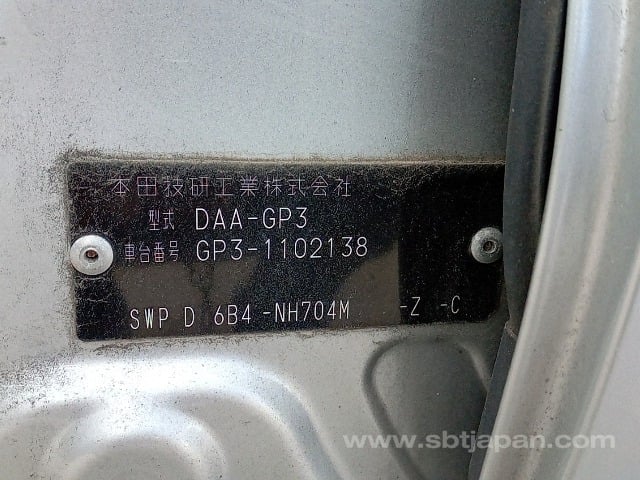 本田技研工業株式会社
型式 DAA-GP3
車台番号 GP3-1102138
SWP D 6B4-NH704M -Z -C
www.sbtjapan.com